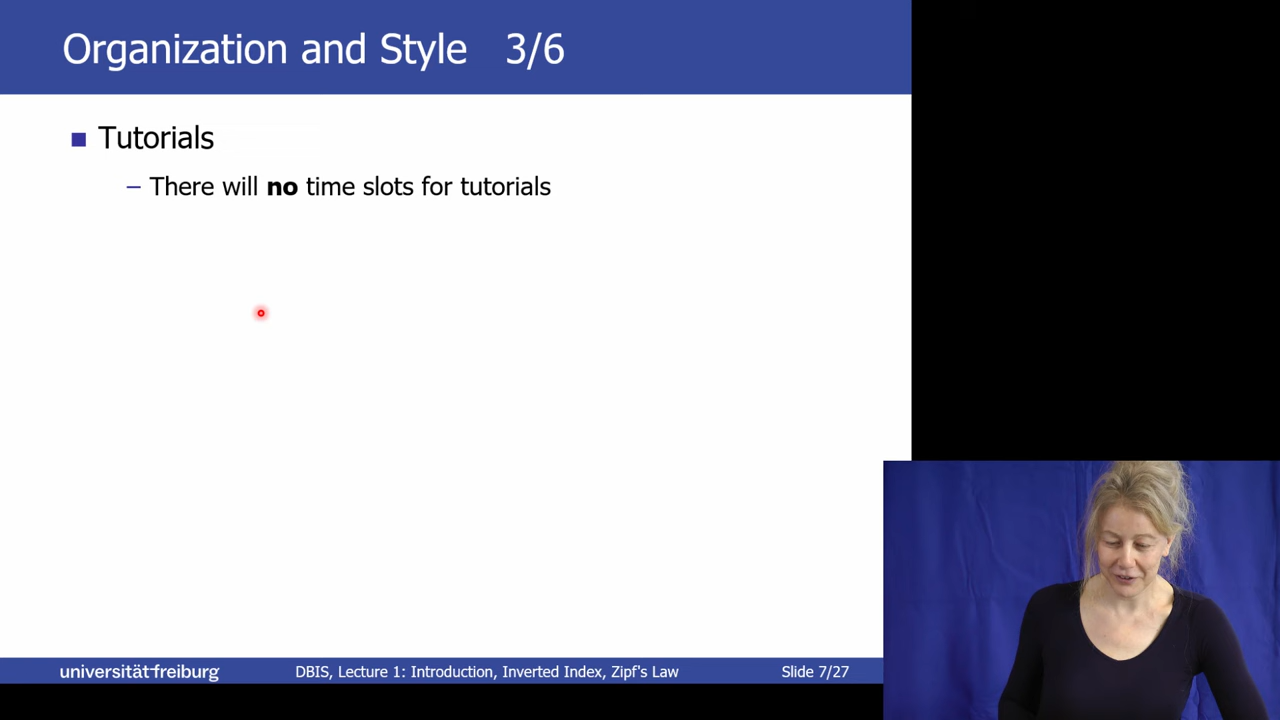 Organization and Style 3/6
Tutorials
– There will no time slots for tutorials
universität freiburg
DBIS, Lecture 1: Introduction, Inverted Index, Zipf's Law
Slide 7/27